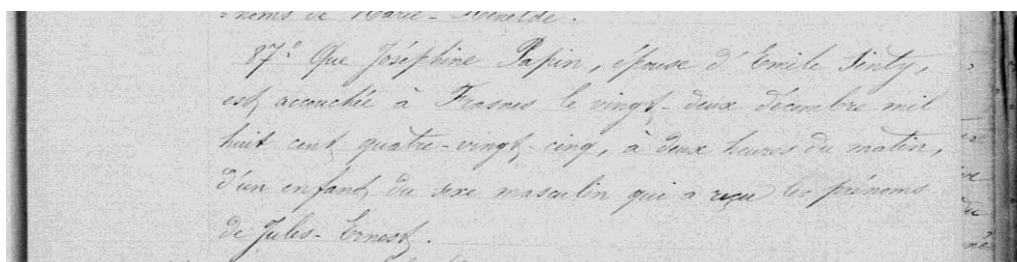 =noms de Marie-Renelde.
87° Que Joséphine Papin, épouse d'Emile Sinty,
est accouchée à Frasnes le vingt-deux décembre mil
huit cent quatre-vingt cinq, à deux heures du matin,
d'un enfant du sexe masculin qui a reçu les prénoms
de Jules-Ernest.